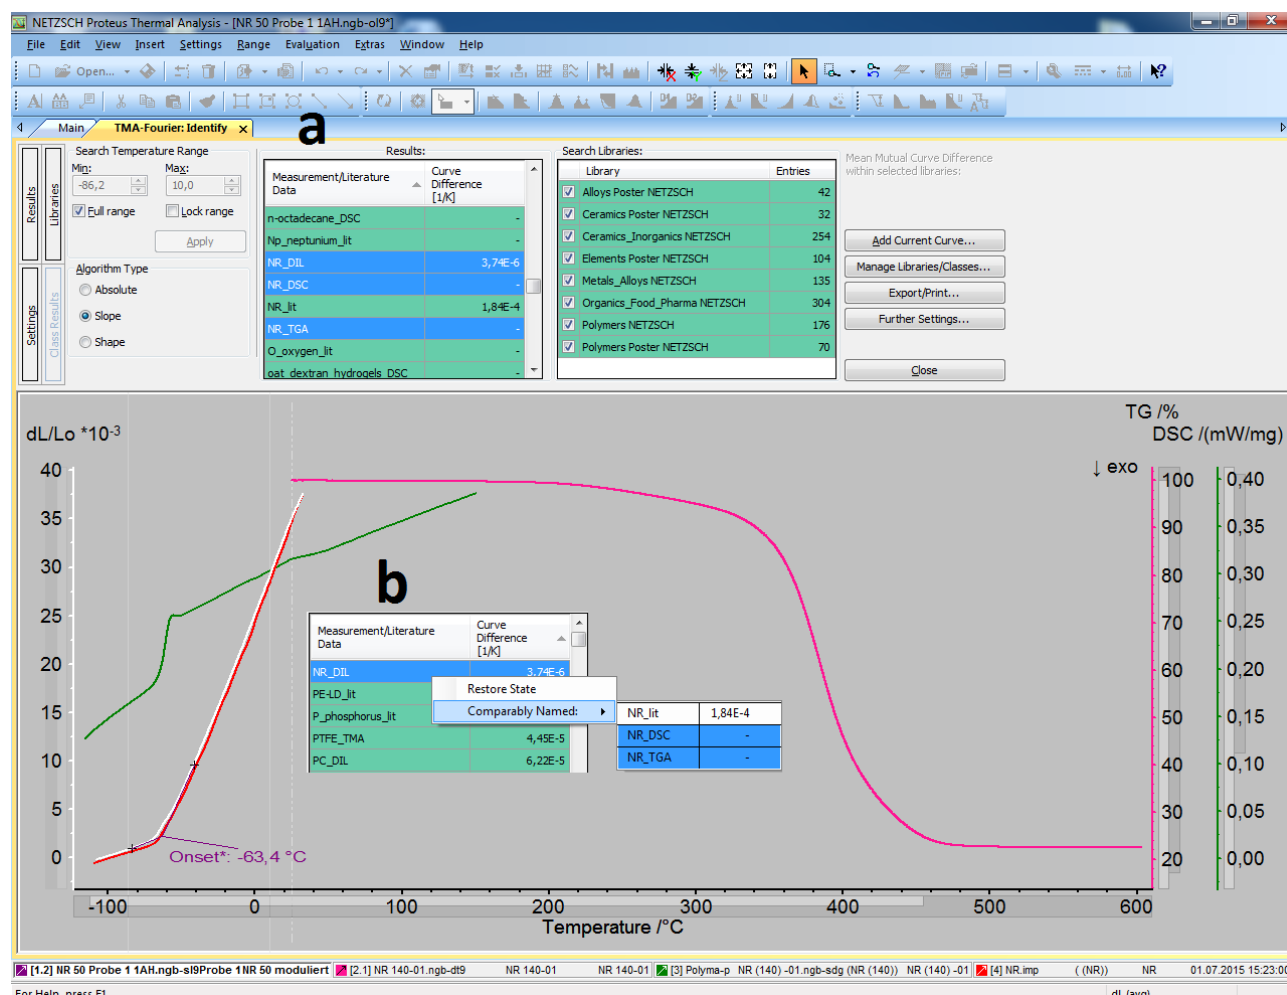 NETZSCH Proteus Thermal Analysis - [NR 50 Probe 1 1AH.ngb-ol9*]
File Edit View Insert Settings Range Evaluation Extras Window Help
Open...
Main TMA-Fourier: Identify x
a
Results
Libraries
Settings
Class Results
Search Temperature Range
Min: Max:
-86,2 10,0
Full range Lock range
Apply
Algorithm Type
Absolute
Slope
Shape
Results:
Measurement/Literature Data Curve Difference [1/K]
n-octadecane_DSC -
Np_neptunium_lit -
NR_DIL 3,74E-6
NR_DSC -
NR_lit 1,84E-4
NR_TGA -
O_oxygen_lit -
oat dextran hydrogels DSC -
Search Libraries:
Library Entries
Alloys Poster NETZSCH 42
Ceramics Poster NETZSCH 32
Ceramics_Inorganics NETZSCH 254
Elements Poster NETZSCH 104
Metals_Alloys NETZSCH 135
Organics_Food_Pharma NETZSCH 304
Polymers NETZSCH 176
Polymers Poster NETZSCH 70
Mean Mutual Curve Difference
within selected libraries:
Add Current Curve...
Manage Libraries/Classes...
Export/Print...
Further Settings...
Close
dL/Lo *10-3
TG /%
DSC /(mW/mg)
↓ exo
40
35
30
25
20
15
10
5
0
100
90
80
70
60
50
40
30
20
0,40
0,35
0,30
0,25
0,20
0,15
0,10
0,05
0,00
b
Measurement/Literature Data Curve Difference [1/K]
NR_DIL 3,74E-6
PE-LD_lit
P_phosphorus_lit
PTFE_TMA 4,45E-5
PC_DIL 6,22E-5
Restore State
Comparably Named:
NR_lit 1,84E-4
NR_DSC -
NR_TGA -
Onset*: -63,4 °C
-100 0 100 200 300 400 500 600
Temperature /°C
[1.2] NR 50 Probe 1 1AH.ngb-sl9Probe 1NR 50 moduliert [2.1] NR 140-01.ngb-dt9 NR 140-01 NR 140-01 [3] Polyma-p NR (140) -01.ngb-sdg (NR (140)) NR (140) -01 [4] NR.imp ( (NR)) NR 01.07.2015 15:23:00
For Help, press F1 dL (avg)